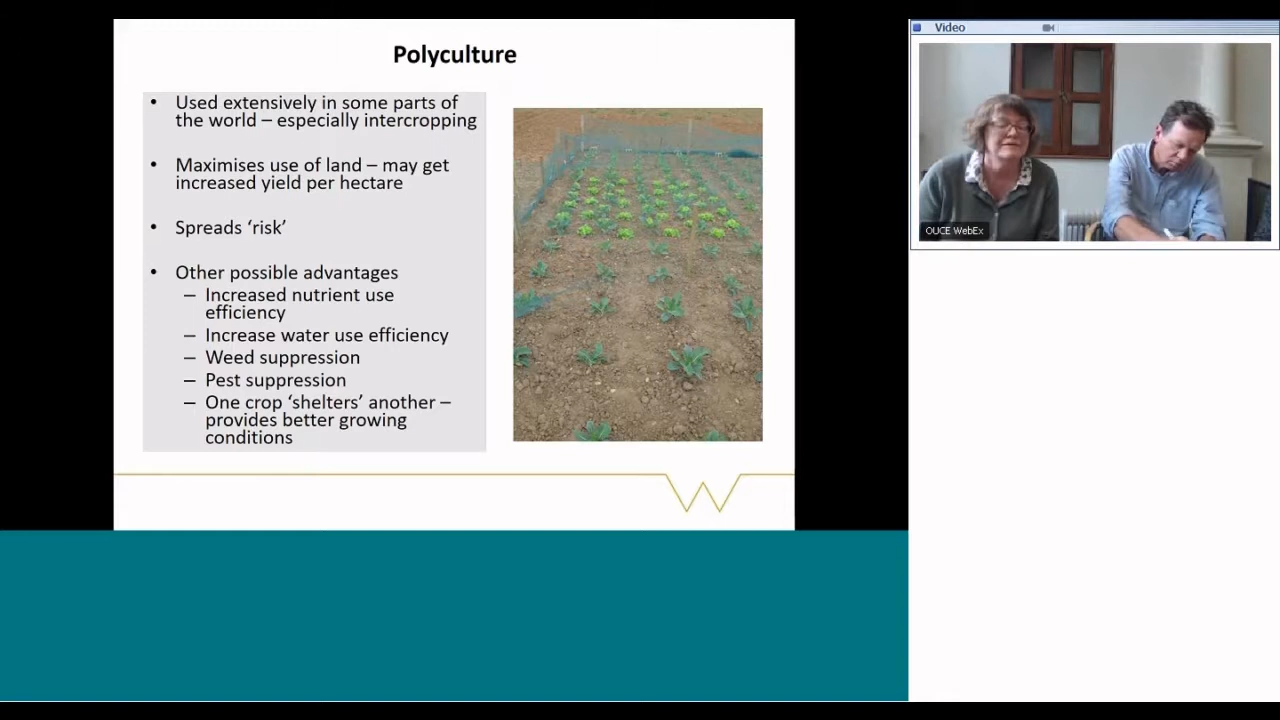 Polyculture
• Used extensively in some parts of
the world – especially intercropping
• Maximises use of land – may get
increased yield per hectare
• Spreads ‘risk’
• Other possible advantages
– Increased nutrient use
efficiency
– Increase water use efficiency
– Weed suppression
– Pest suppression
– One crop ‘shelters’ another –
provides better growing
conditions
Video
OUCE WebEx